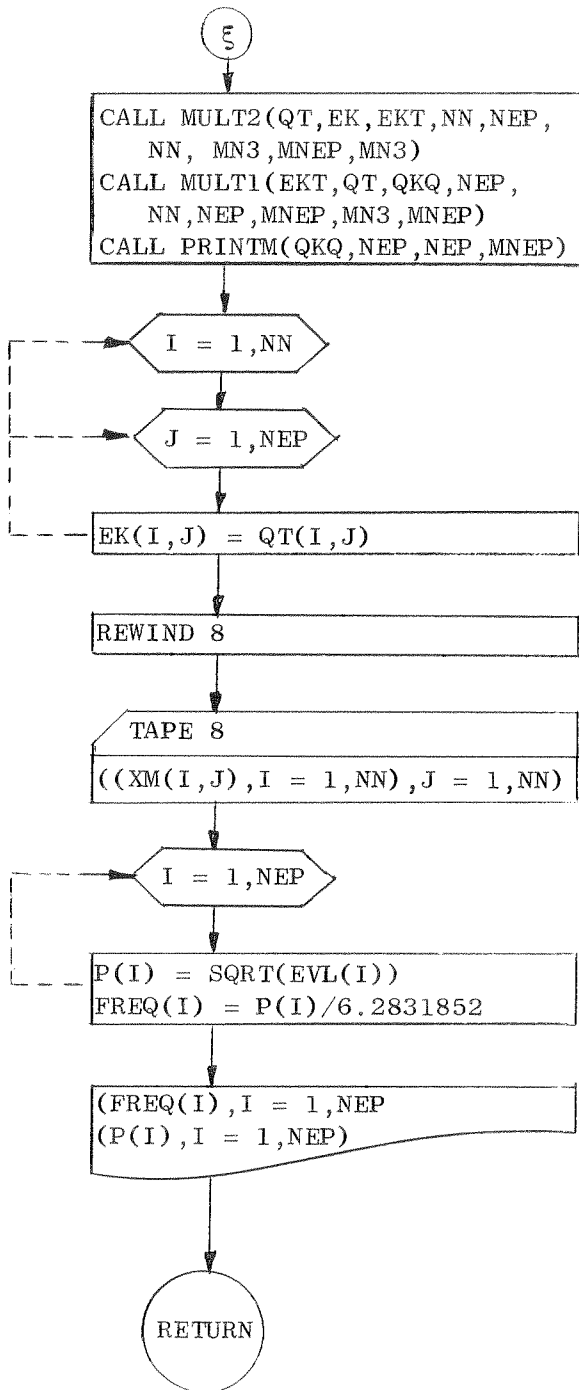 ξ
CALL MULT2(QT,EK,EKT,NN,NEP,
NN, MN3,MNEP,MN3)
CALL MULT1(EKT,QT,QKQ,NEP,
NN,NEP,MNEP,MN3,MNEP)
CALL PRINTM(QKQ,NEP,NEP,MNEP)
I = 1,NN
J = 1,NEP
EK(I,J) = QT(I,J)
REWIND 8
TAPE 8
((XM(I,J),I = 1,NN),J = 1,NN)
I = 1,NEP
P(I) = SQRT(EVL(I))
FREQ(I) = P(I)/6.2831852
(FREQ(I),I = 1,NEP
(P(I),I = 1,NEP)
RETURN